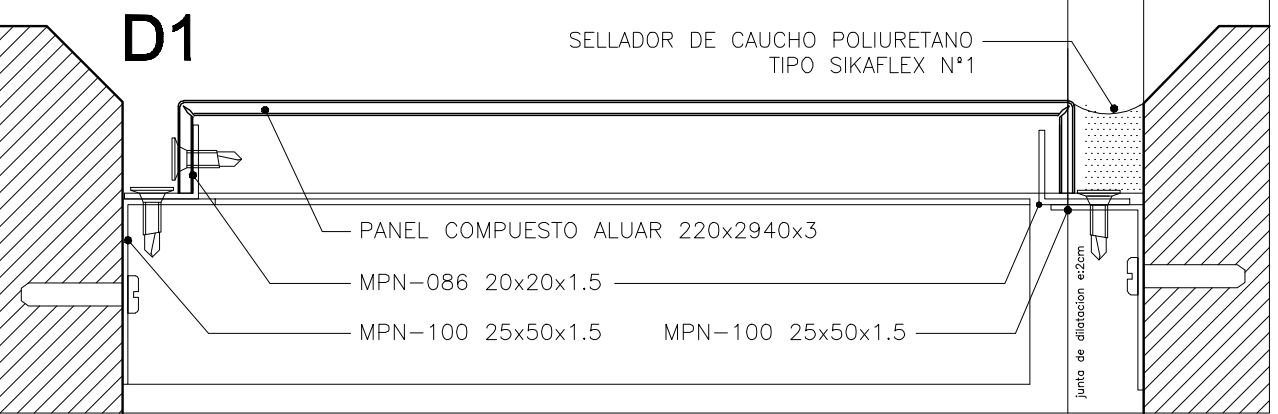 D1
SELLADOR DE CAUCHO POLIURETANO
TIPO SIKAFLEX N°1
PANEL COMPUESTO ALUAR 220x2940x3
MPN-086 20x20x1.5
MPN-100 25x50x1.5
MPN-100 25x50x1.5
junta de dilatacion e:2cm